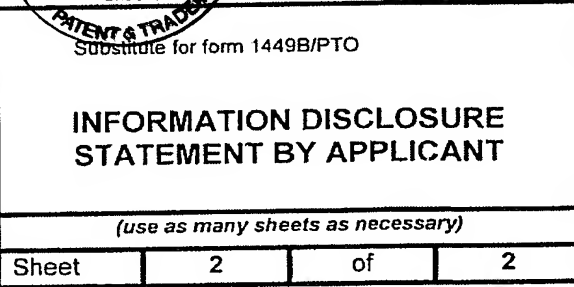 PATENT & TRADE
Substitute for form 1449B/PTO
INFORMATION DISCLOSURE
STATEMENT BY APPLICANT
(use as many sheets as necessary)
Sheet 2 of 2